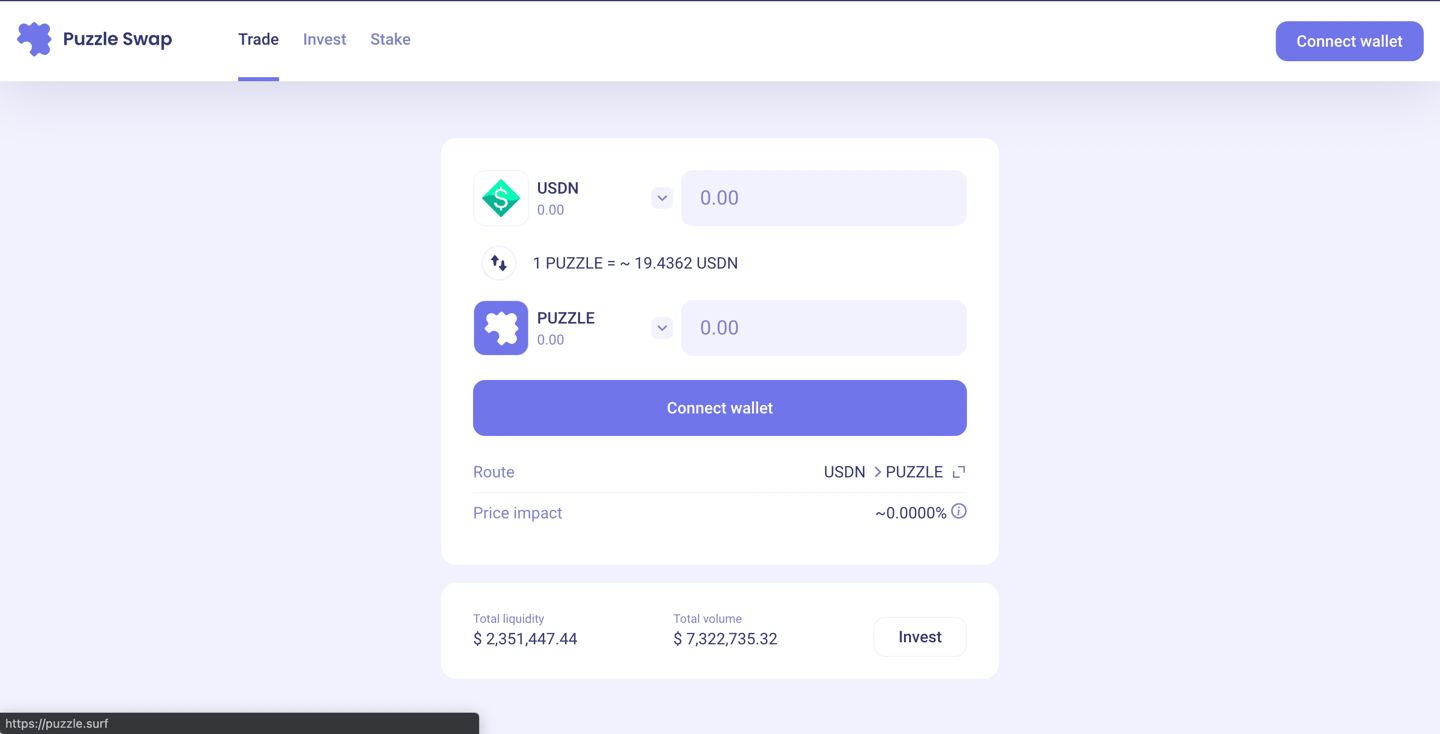 Puzzle Swap
Trade Invest Stake
Connect wallet
USDN
0.00
0.00
1 PUZZLE = ~ 19.4362 USDN
PUZZLE
0.00
0.00
Connect wallet
Route USDN > PUZZLE
Price impact ~0.0000%
Total liquidity Total volume
$ 2,351,447.44 $ 7,322,735.32
Invest
https://puzzle.surf